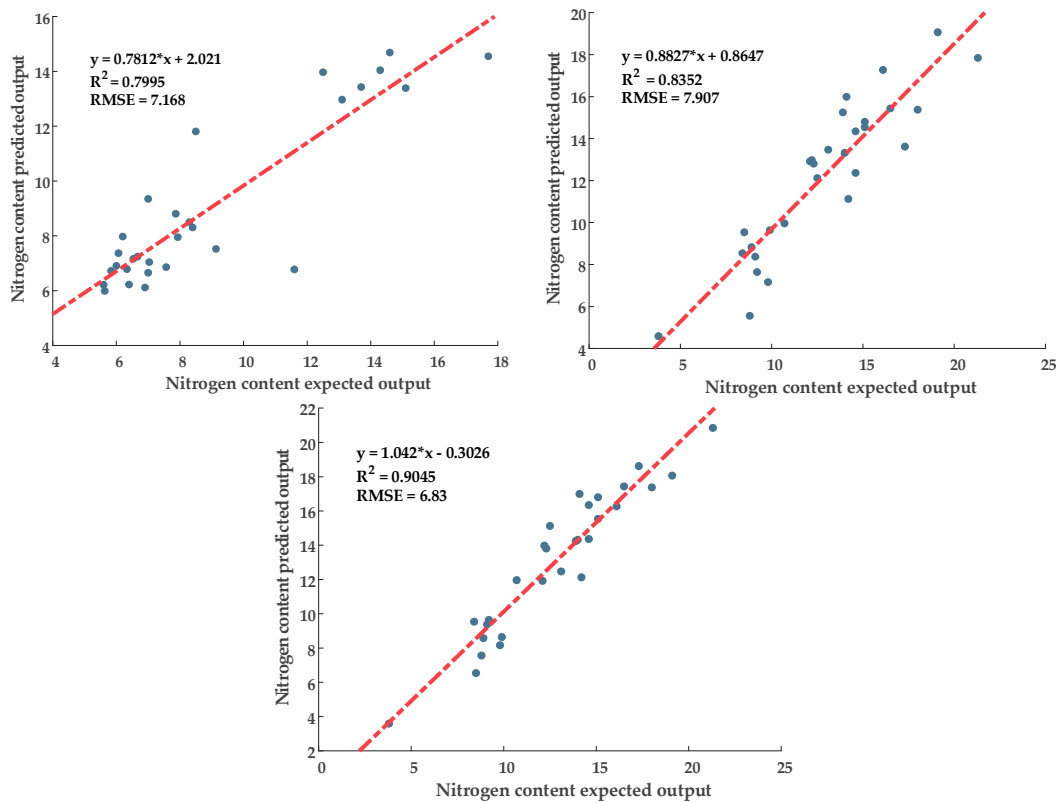 y = 0.7812*x + 2.021
R² = 0.7995
RMSE = 7.168
Nitrogen content predicted output
16
14
12
10
8
6
4
4 6 8 10 12 14 16 18
Nitrogen content expected output
y = 0.8827*x + 0.8647
R² = 0.8352
RMSE = 7.907
Nitrogen content predicted output
20
18
16
14
12
10
8
6
4
0 5 10 15 20 25
Nitrogen content expected output
y = 1.042*x - 0.3026
R² = 0.9045
RMSE = 6.83
Nitrogen content predicted output
22
20
18
16
14
12
10
8
6
4
2
0 5 10 15 20 25
Nitrogen content expected output